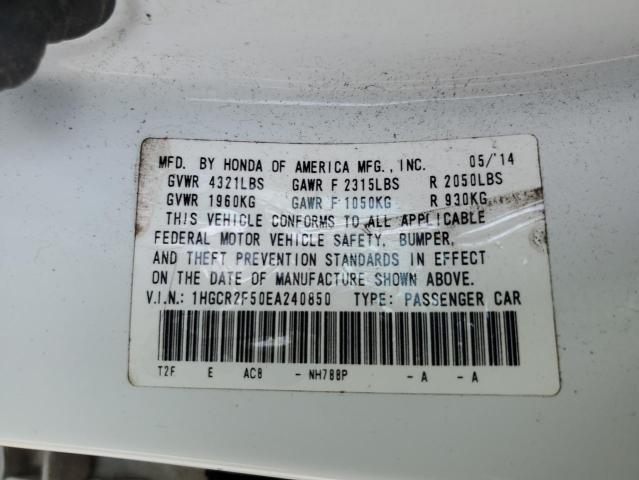 MFD. BY HONDA OF AMERICA MFG., INC. 05/'14
GVWR 4321LBS GAWR F 2315LBS R 2050LBS
GVWR 1960KG GAWR F 1050KG R 930KG
THIS VEHICLE CONFORMS TO ALL APPLICABLE
FEDERAL MOTOR VEHICLE SAFETY, BUMPER,
AND THEFT PREVENTION STANDARDS IN EFFECT
ON THE DATE OF MANUFACTURE SHOWN ABOVE.
V.I.N.: 1HGCR2F50EA240850 TYPE: PASSENGER CAR
T2F E AC8 - NH788P - A - A